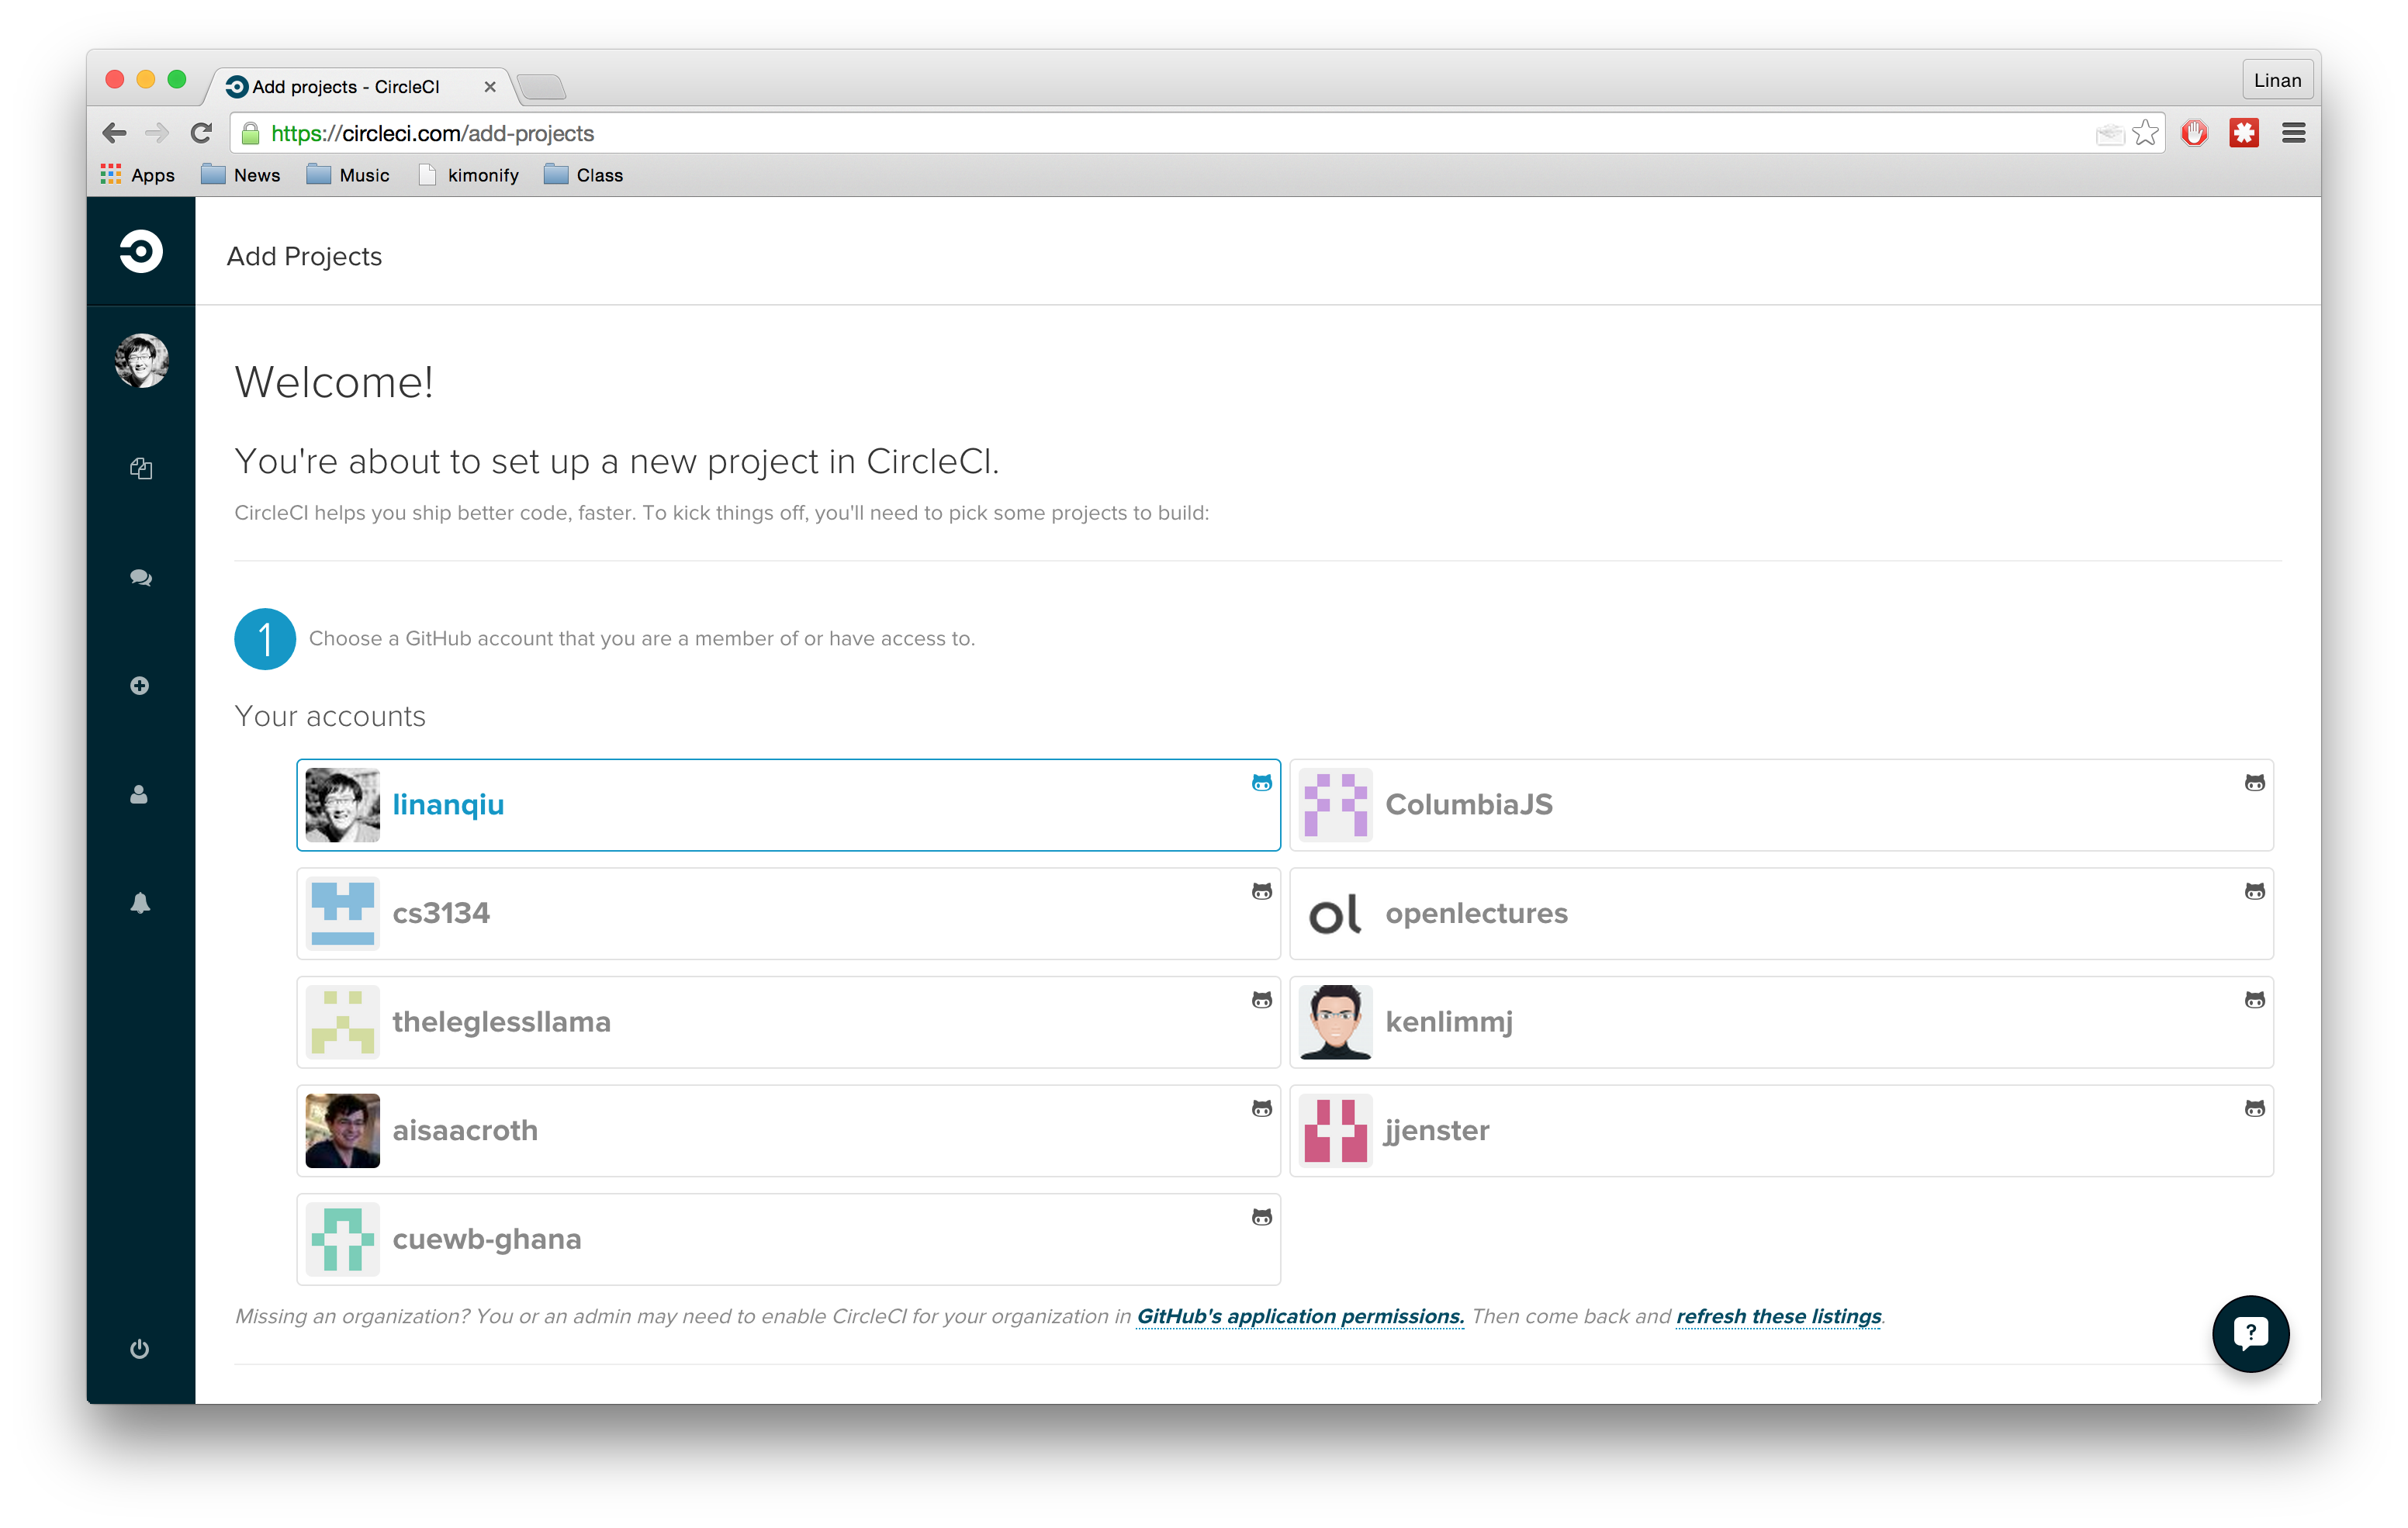 Add projects - CircleCI
Linan
https://circleci.com/add-projects
Apps News Music kimonify Class
Add Projects
Welcome!
You're about to set up a new project in CircleCI.
CircleCI helps you ship better code, faster. To kick things off, you'll need to pick some projects to build:
1 Choose a GitHub account that you are a member of or have access to.
Your accounts
linanqiu
ColumbiaJS
cs3134
ol openlectures
theleglessllama
kenlimmj
aisaacroth
jjenster
cuewb-ghana
Missing an organization? You or an admin may need to enable CircleCI for your organization in GitHub's application permissions. Then come back and refresh these listings.
?